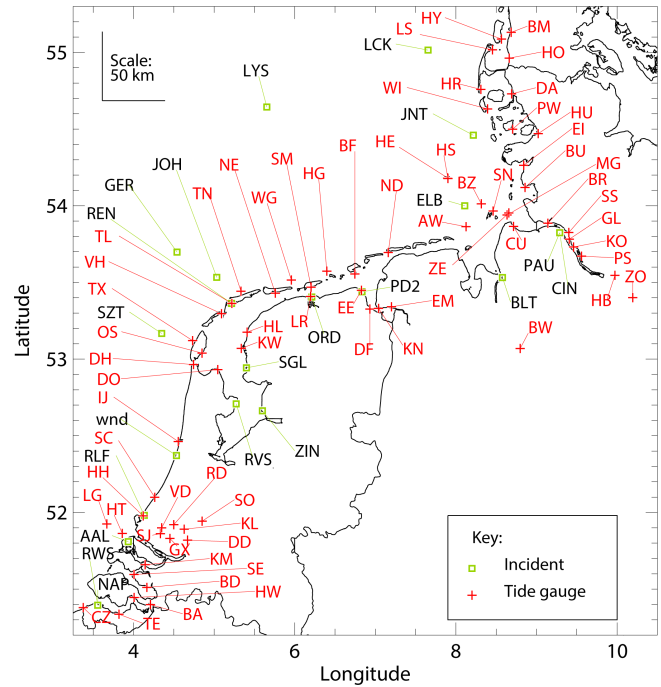 HY
BM
55
LS
LCK
HO
Scale:
50 km
LYS
HR
DA
WI
PW
JNT
HU
SM
BF
HE
HS
EI
NE
HG
BU
JOH
WG
ND
SN
MG
GER
TN
BZ
BR
REN
ELB
SS
54
TL
AW
GL
VH
CU
KO
TX
ZE
PAU
PS
SZT
PD2
CIN
ZO
OS
HL
LR
EE
EM
BLT
HB
53
DH
KW
ORD
DF
KN
BW
DO
SGL
IJ
wnd
SC
RLF
RVS
ZIN
HH
RD
LG
HT
VD
SO
52
AAL
SJ
KL
RWS
GX
DD
NAP
KM
SE
BD
HW
CZ
TE
BA
Key:
Incident
Tide gauge
4
6
8
10
Longitude
Latitude